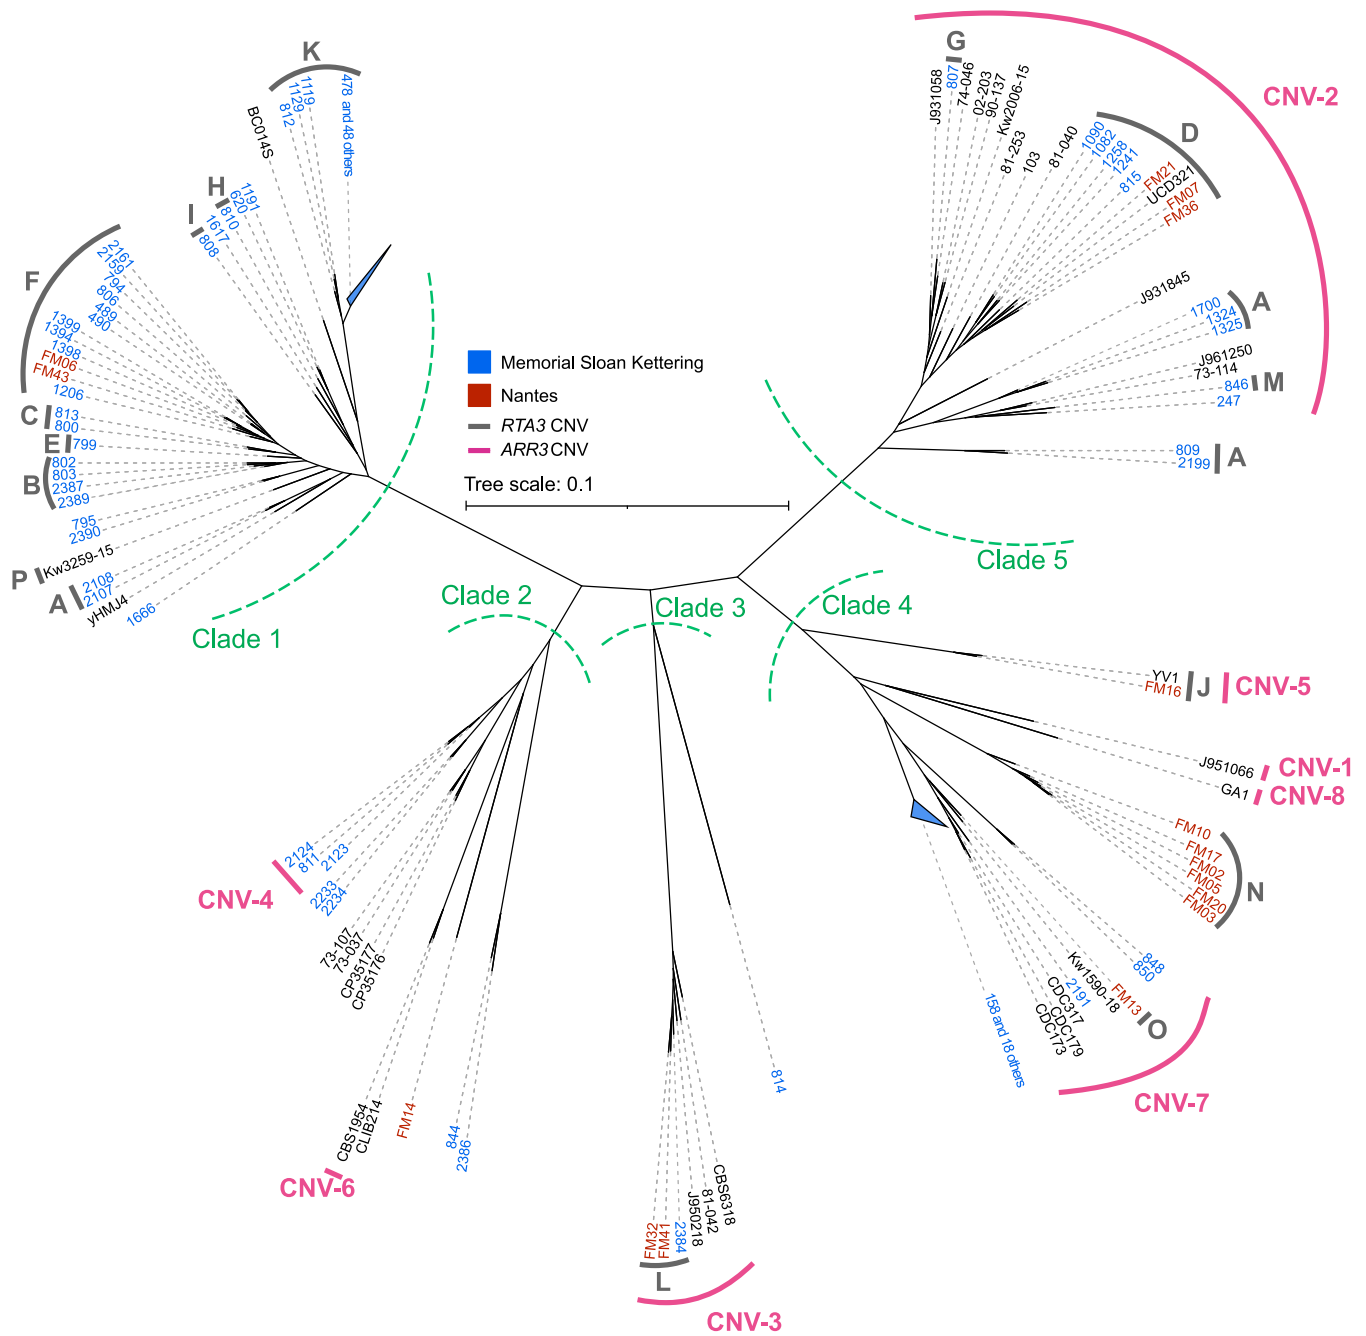 K
G
CNV-2
BC014S
812
1129
1119
478 and 48 others
J931058
807
74-046
02-203
90-137
Kw2006-15
81-253
103
81-040
1090
1082
1258
1241
815
D
FM21
UCD321
FM07
FM36
H
1191
620
810
I
1617
808
F
2161
2159
794
806
489
490
1399
1394
1398
FM06
FM43
1206
C
813
800
E
799
B
802
803
2387
2389
795
2390
P
Kw3259-15
A
2108
2107
yHMJ4
1666
Clade 1
Memorial Sloan Kettering
Nantes
RTA3 CNV
ARR3 CNV
Tree scale: 0.1
J931845
1700
1324
1325
A
J961250
73-114
846
M
247
809
2199
A
Clade 5
Clade 2
Clade 3
Clade 4
YV1
FM16
J
CNV-5
J951066
CNV-1
GA1
CNV-8
FM10
FM17
FM02
FM05
FM20
FM03
N
848
850
FM13
O
Kw1590-18
2191
CDC317
CDC179
CDC173
CNV-7
158 and 18 others
814
2124
811
2123
2233
2234
CNV-4
73-107
73-037
CP35177
CP35176
CBS1954
CLIB214
CNV-6
FM14
844
2386
FM32
FM41
2384
J950218
81-042
CBS6318
L
CNV-3